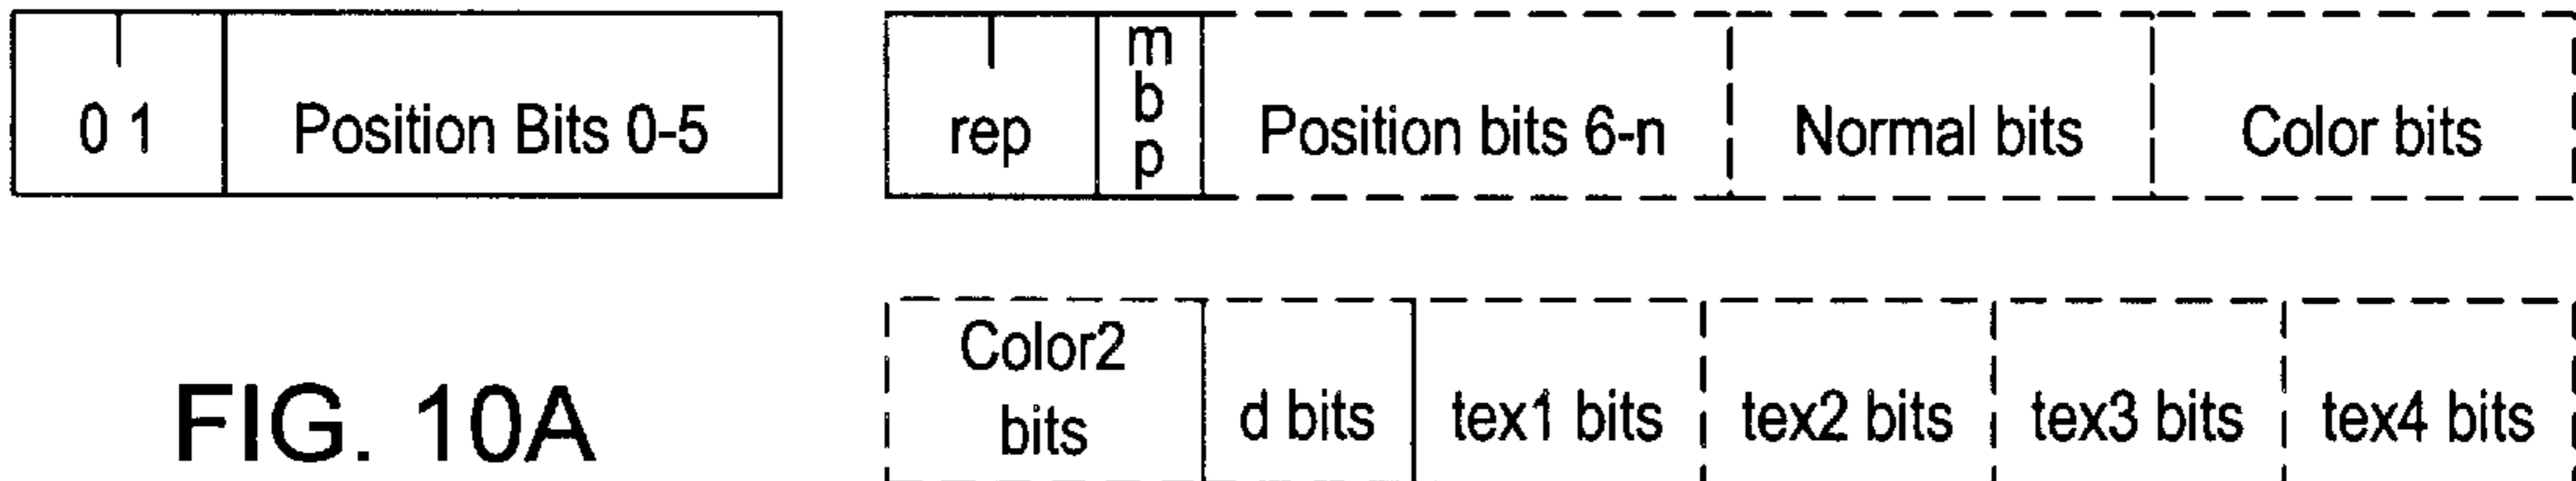 0 1 Position Bits 0-5 rep mbp Position bits 6-n Normal bits Color bits
Color2 bits d bits tex1 bits tex2 bits tex3 bits tex4 bits
FIG. 10A